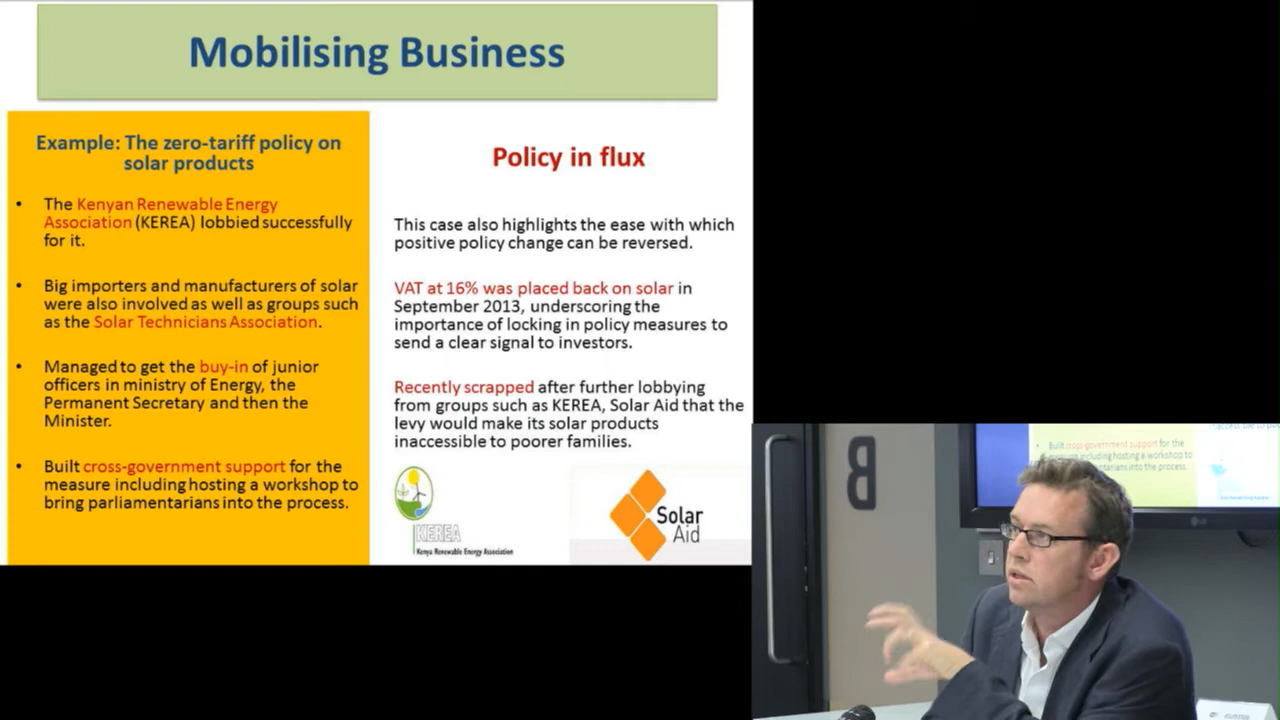 Mobilising Business
Example: The zero-tariff policy on
solar products
• The Kenyan Renewable Energy
Association (KEREA) lobbied successfully
for it.
• Big importers and manufacturers of solar
were also involved as well as groups such
as the Solar Technicians Association.
• Managed to get the buy-in of junior
officers in ministry of Energy, the
Permanent Secretary and then the
Minister.
• Built cross-government support for the
measure including hosting a workshop to
bring parliamentarians into the process.
Policy in flux
This case also highlights the ease with which
positive policy change can be reversed.
VAT at 16% was placed back on solar in
September 2013, underscoring the
importance of locking in policy measures to
send a clear signal to investors.
Recently scrapped after further lobbying
from groups such as KEREA, Solar Aid that the
levy would make its solar products
inaccessible to poorer families.
KEREA
Kenya Renewable Energy Association
Solar
Aid
B
• Built cross-government support for the
LG